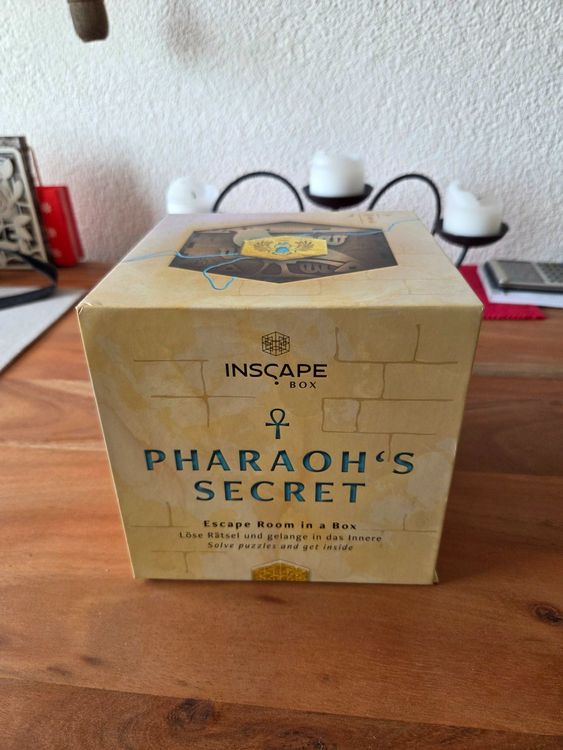 INSCAPE
BOX
PHARAOH‘S
SECRET
Escape Room in a Box
Löse Rätsel und gelange in das Innere
Solve puzzles and get inside